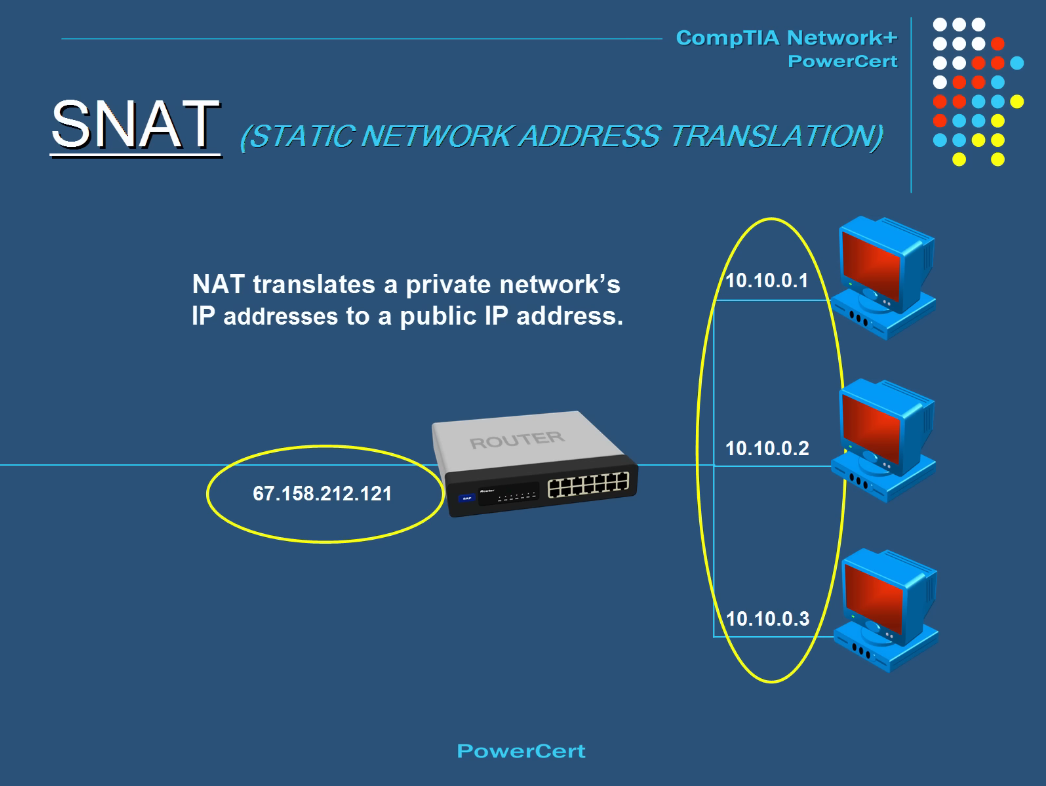 CompTIA Network+
PowerCert
SNAT (STATIC NETWORK ADDRESS TRANSLATION)
NAT translates a private network’s
IP addresses to a public IP address.
10.10.0.1
ROUTER
10.10.0.2
67.158.212.121
10.10.0.3
PowerCert